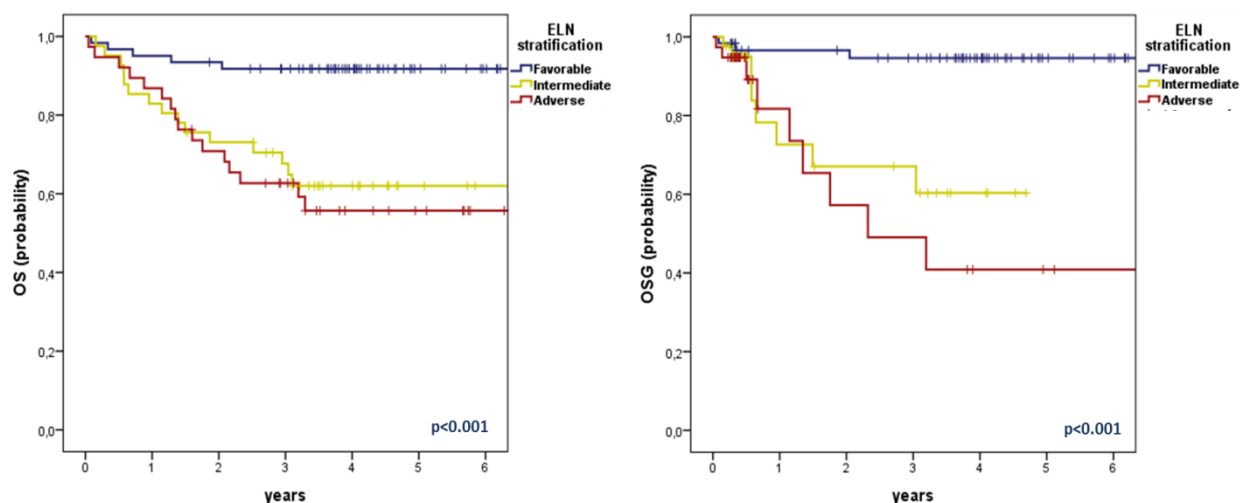 ELN
stratification
Favorable
Intermediate
Adverse
1,0
0,8
0,6
0,4
0,2
0,0
OS (probability)
p<0.001
0 1 2 3 4 5 6
years
ELN
stratification
Favorable
Intermediate
Adverse
1,0
0,8
0,6
0,4
0,2
0,0
OSG (probability)
p<0.001
0 1 2 3 4 5 6
years